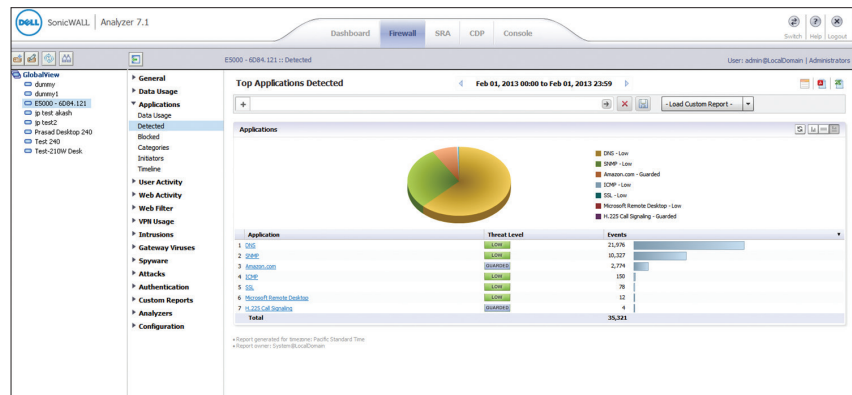 DELL SonicWALL | Analyzer 7.1
Dashboard Firewall SRA CDP Console
Switch Help Logout
E5000 - 6D84.121 :: Detected
User: admin@LocalDomain | Administrators
GlobalView
dummy
dummy1
E5000 - 6D84.121
jp test akash
jp test2
Prasad Desktop 240
Test 240
Test-210W Desk
General
Data Usage
Applications
Data Usage
Detected
Blocked
Categories
Initiators
Timeline
User Activity
Web Activity
Web Filter
VPN Usage
Intrusions
Gateway Viruses
Spyware
Attacks
Authentication
Custom Reports
Analyzers
Configuration
Top Applications Detected
Feb 01, 2013 00:00 to Feb 01, 2013 23:59
+
- Load Custom Report -
Applications
DNS - Low
SNMP - Low
Amazon.com - Guarded
ICMP - Low
SSL - Low
Microsoft Remote Desktop - Low
H.225 Call Signaling - Guarded
Application Threat Level Events
1 DNS LOW 21,976
2 SNMP LOW 10,327
3 Amazon.com GUARDED 2,774
4 ICMP LOW 150
5 SSL LOW 78
6 Microsoft Remote Desktop LOW 12
7 H.225 Call Signaling GUARDED 4
Total 35,321
Report generated for timezone: Pacific Standard Time
Report owner: System@LocalDomain